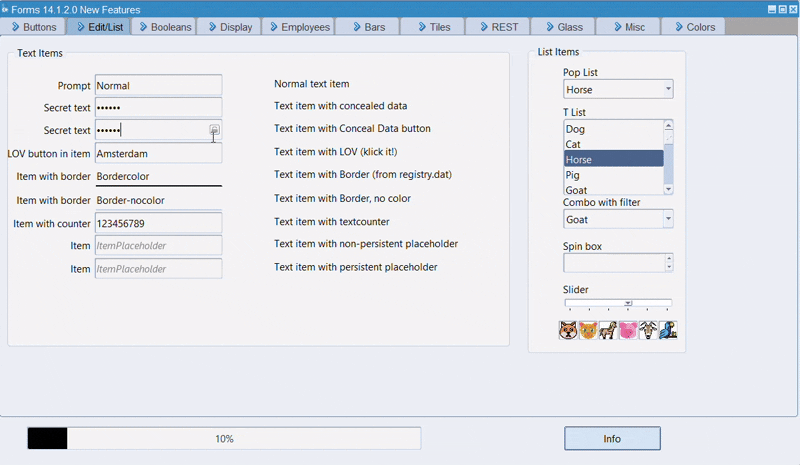 Forms 14.1.2.0 New Features
Buttons Edit/List Booleans Display Employees Bars Tiles REST Glass Misc Colors
Text Items
Prompt Normal Normal text item
Secret text •••••• Text item with concealed data
Secret text •••••• Text item with Conceal Data button
LOV button in item Amsterdam Text item with LOV (klick it!)
Item with border Bordercolor Text item with Border (from registry.dat)
Item with border Border-nocolor Text item with Border, no color
Item with counter 123456789 Text item with textcounter
Item ItemPlaceholder Text item with non-persistent placeholder
Item ItemPlaceholder Text item with persistent placeholder
List Items
Pop List
Horse
T List
Dog
Cat
Horse
Pig
Goat
Combo with filter
Goat
Spin box
Slider
10%
Info